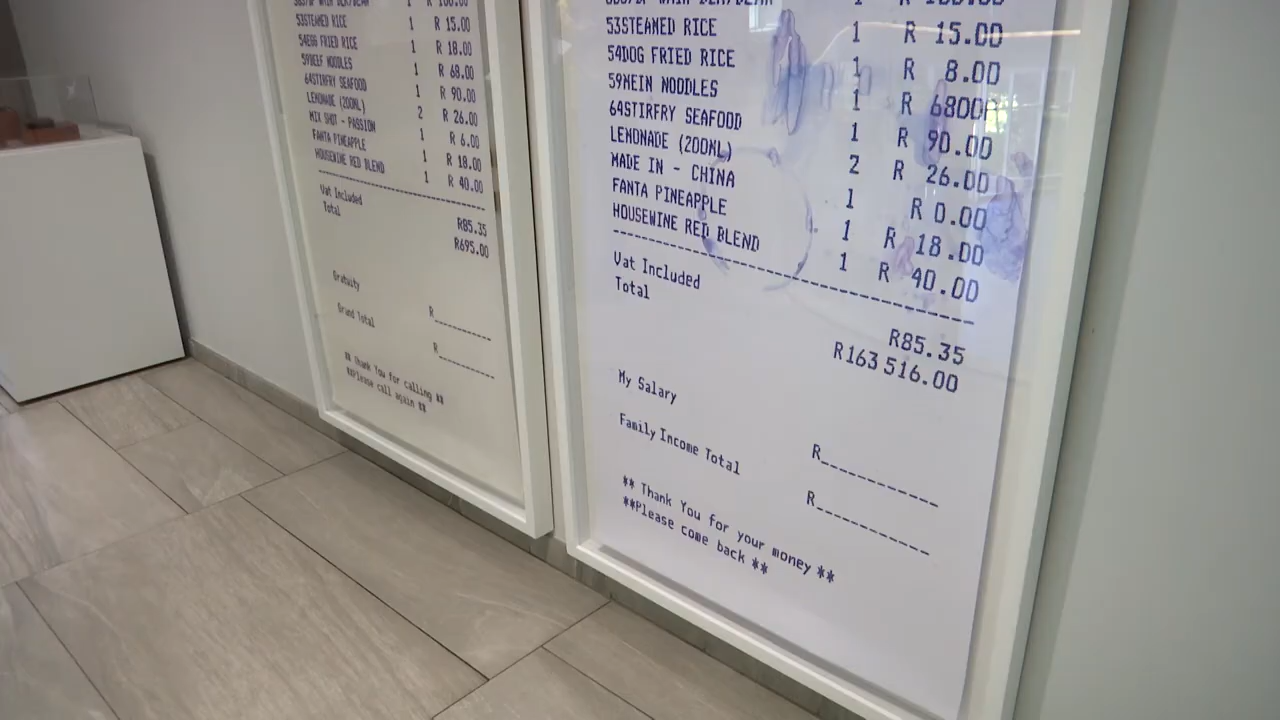 1 R 100.00
53STEAMED RICE 1 R 15.00
54EGG FRIED RICE 1 R 18.00
59BEEF NOODLES 1 R 68.00
64STIRFRY SEAFOOD 1 R 90.00
LEMONADE (200ML) 2 R 26.00
MIX SHOT - PASSION 1 R 6.00
FANTA PINEAPPLE 1 R 18.00
HOUSEWINE RED BLEND 1 R 40.00
Vat Included R85.35
Total R695.00
Gratuity R
Grand Total R
** Thank You for calling **
**Please call again **
53STEAMED RICE 1 R 15.00
54DOG FRIED RICE 1 R 8.00
59MEIN NOODLES 1 R 68000
64STIRFRY SEAFOOD 1 R 90.00
LEMONADE (200ML) 2 R 26.00
MADE IN - CHINA 1 R 0.00
FANTA PINEAPPLE 1 R 18.00
HOUSEWINE RED BLEND 1 R 40.00
Vat Included R85.35
Total R163 516.00
My Salary R
Family Income Total R
** Thank You for your money **
**Please come back **